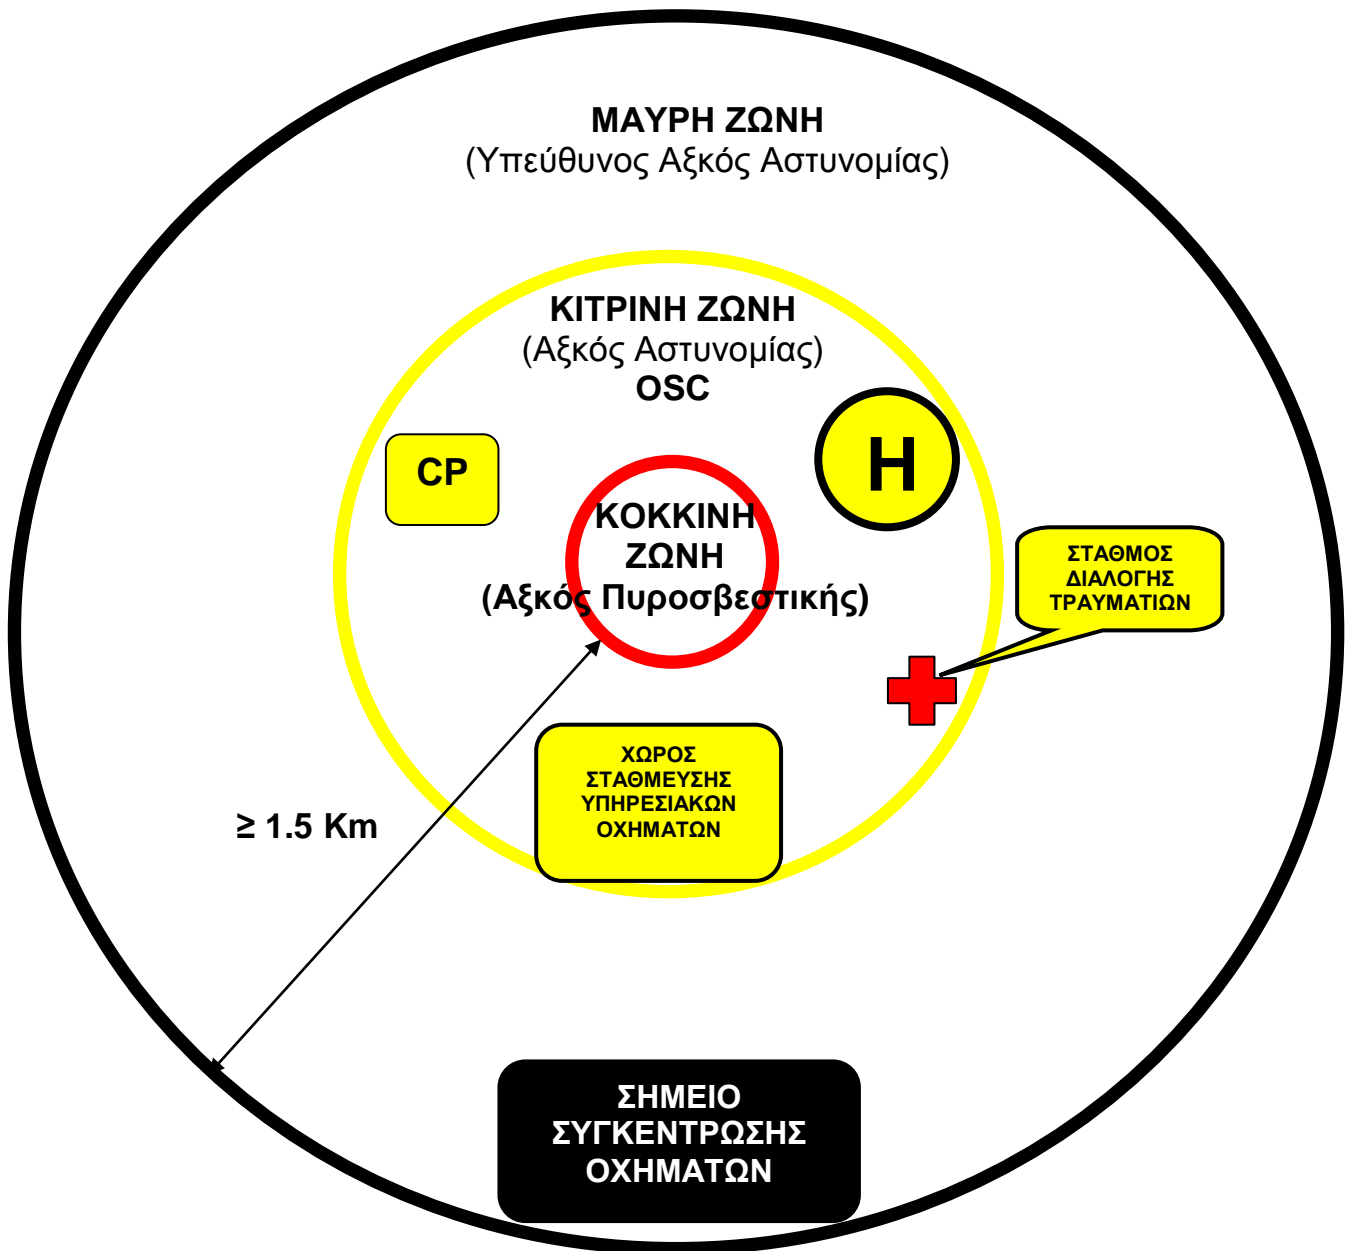 ΜΑΥΡΗ ΖΩΝΗ
(Υπεύθυνος Αξκός Αστυνομίας)
ΚΙΤΡΙΝΗ ΖΩΝΗ
(Αξκός Αστυνομίας)
OSC
CP
H
ΚΟΚΚΙΝΗ
ΖΩΝΗ
(Αξκός Πυροσβεστικής)
ΣΤΑΘΜΟΣ
ΔΙΑΛΟΓΗΣ
ΤΡΑΥΜΑΤΙΩΝ
ΧΩΡΟΣ
ΣΤΑΘΜΕΥΣΗΣ
ΥΠΗΡΕΣΙΑΚΩΝ
ΟΧΗΜΑΤΩΝ
≥ 1.5 Km
ΣΗΜΕΙΟ
ΣΥΓΚΕΝΤΡΩΣΗΣ
ΟΧΗΜΑΤΩΝ